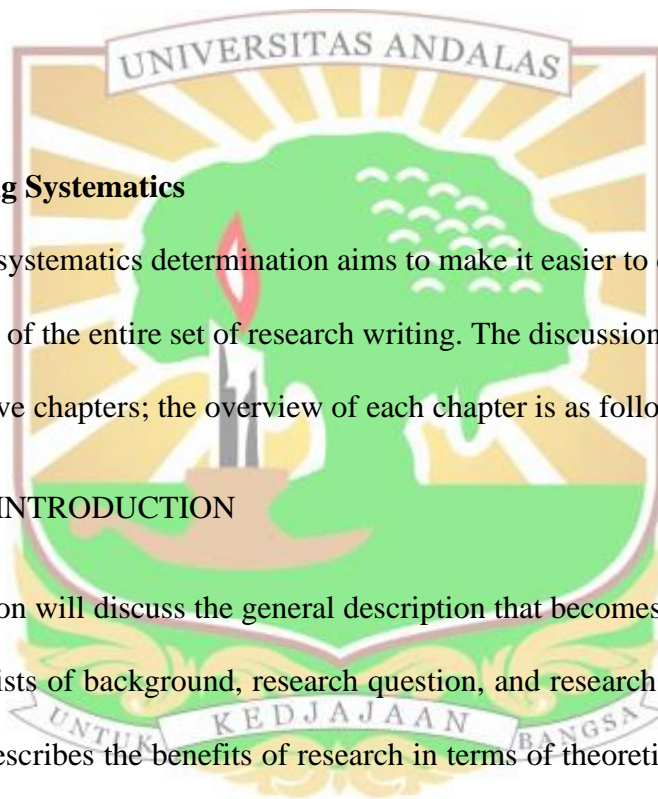 UNIVERSITAS ANDALAS
g Systematics
systematics determination aims to make it easier to
of the entire set of research writing. The discussion
ve chapters; the overview of each chapter is as follo
INTRODUCTION
on will discuss the general description that becomes
ists of background, research question, and research
escribes the benefits of research in terms of theoreti
UNTUK KEDJAJAAN BANGSA